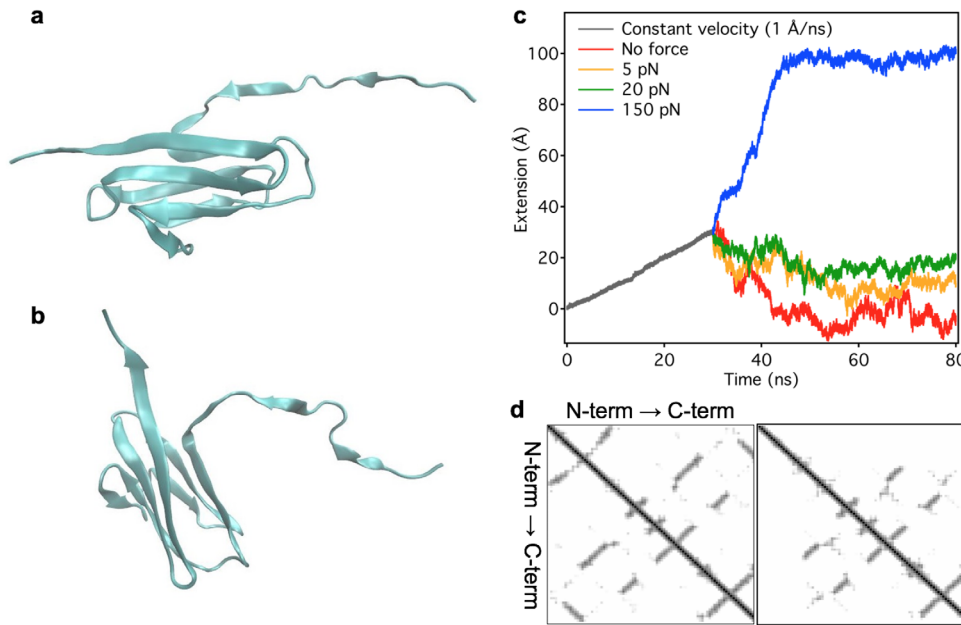 a
b
c
Constant velocity (1 Å/ns)
No force
5 pN
20 pN
150 pN
Extension (Å)
100
80
60
40
20
0
0
20
40
60
80
Time (ns)
d
N-term → C-term
N-term → C-term